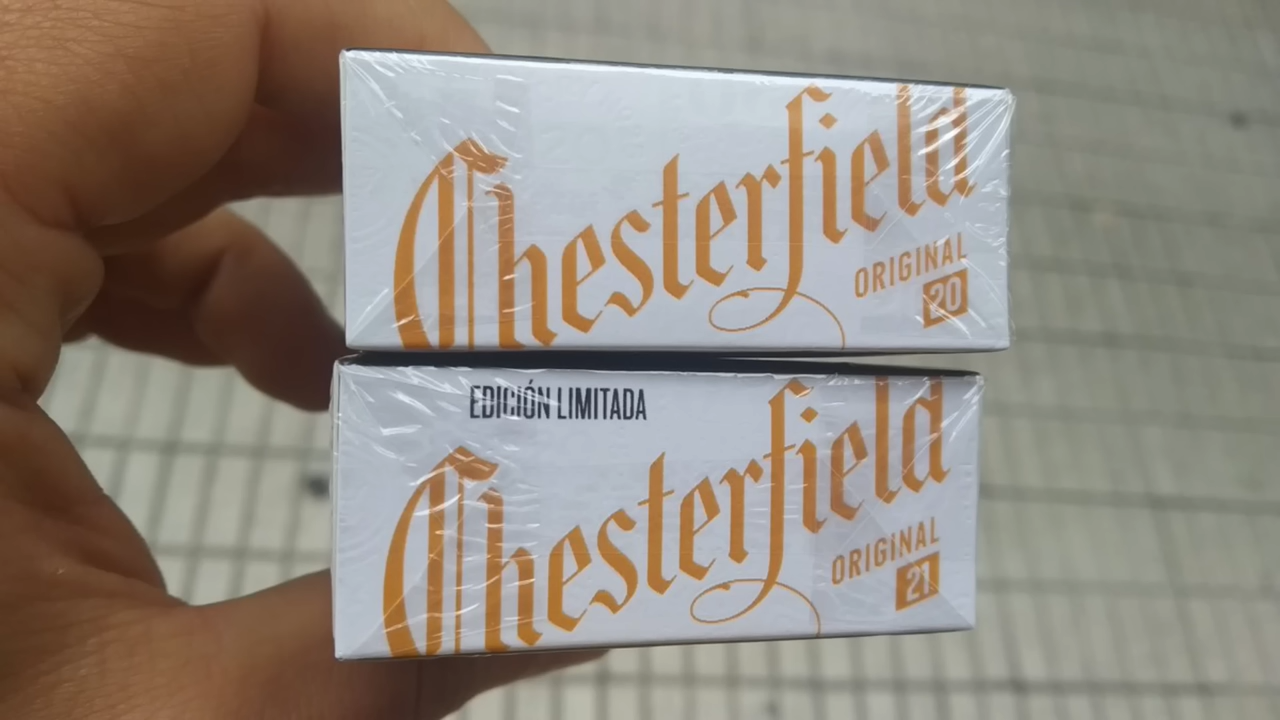 Chesterfield
ORIGINAL
20
EDICIÓN LIMITADA
Chesterfield
ORIGINAL
21